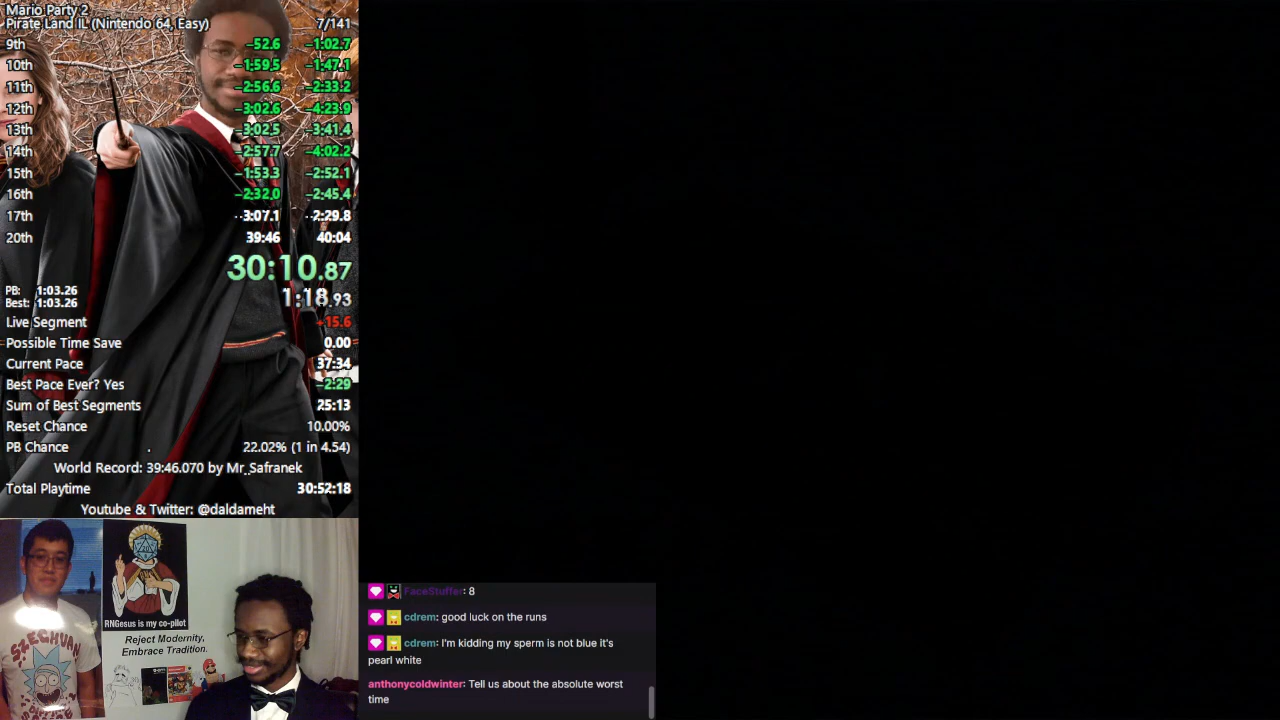 Mario Party 2
Pirate Land IL (Nintendo 64, Easy) 7/141
9th -52.6 -1:02.7
10th -1:59.5 -1:47.1
11th -2:56.6 -2:33.2
12th -3:02.6 -4:23.9
13th -3:02.5 -3:41.4
14th -2:57.7 -4:02.2
15th -1:53.3 -2:52.1
16th -2:32.0 -2:45.4
17th -3:07.1 -2:29.8
20th 39:46 40:04
30:10.87
PB: 1:03.26 1:18.93
Best: 1:03.26
Live Segment +15.6
Possible Time Save 0.00
Current Pace 37:34
Best Pace Ever? Yes -2:29
Sum of Best Segments 25:13
Reset Chance 10.00%
PB Chance 22.02% (1 in 4.54)
World Record: 39:46.070 by Mr_Safranek
Total Playtime 30:52:18
Youtube & Twitter: @daldameht
RNGesus is my co-pilot
Reject Modernity,
Embrace Tradition.
SZECHUAN
FaceStuffer: 8
cdrem: good luck on the runs
cdrem: I'm kidding my sperm is not blue it's
pearl white
anthonycoldwinter: Tell us about the absolute worst
time